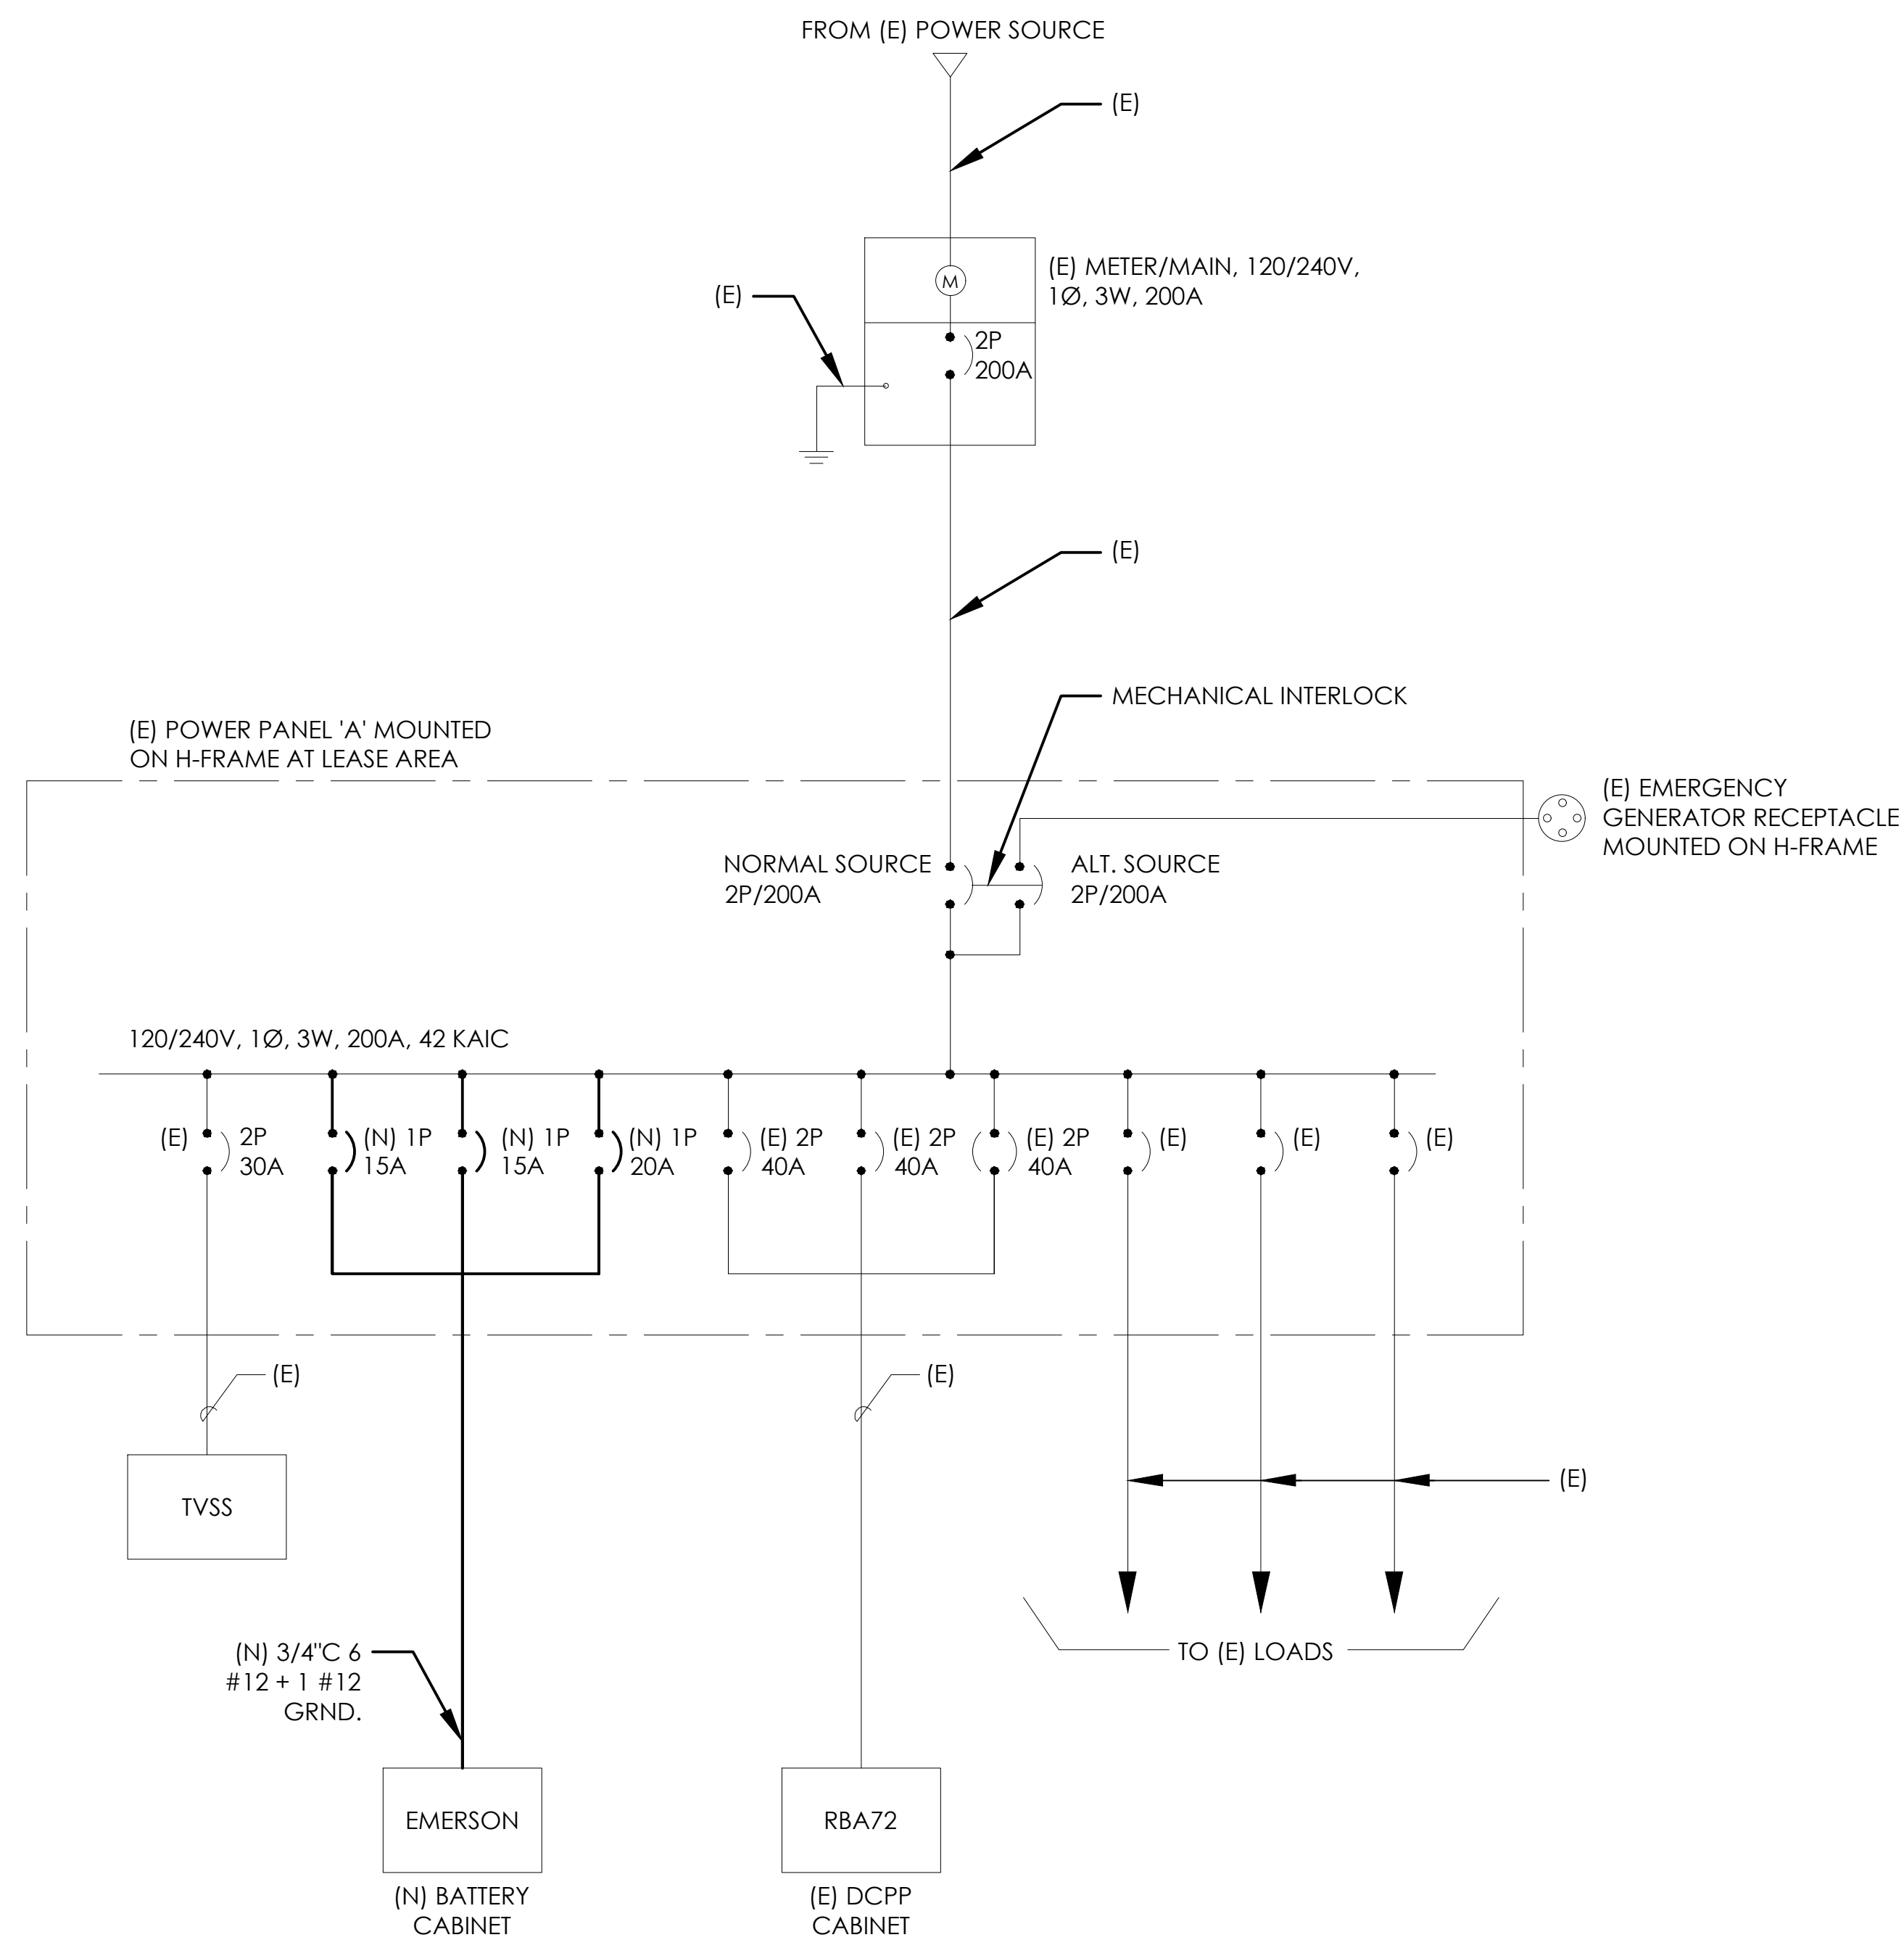 FROM (E) POWER SOURCE
(E)
(E) METER/MAIN, 120/240V,
1Ø, 3W, 200A
M
(E)
2P
200A
(E)
MECHANICAL INTERLOCK
(E) POWER PANEL 'A' MOUNTED
ON H-FRAME AT LEASE AREA
(E) EMERGENCY
GENERATOR RECEPTACLE
MOUNTED ON H-FRAME
NORMAL SOURCE
2P/200A
ALT. SOURCE
2P/200A
120/240V, 1Ø, 3W, 200A, 42 KAIC
(E)
2P
30A
(N) 1P
15A
(N) 1P
15A
(N) 1P
20A
(E) 2P
40A
(E) 2P
40A
(E) 2P
40A
(E)
(E)
(E)
(E)
(E)
(E)
TVSS
(N) 3/4"C 6
#12 + 1 #12
GRND.
TO (E) LOADS
EMERSON
(N) BATTERY
CABINET
RBA72
(E) DCPP
CABINET